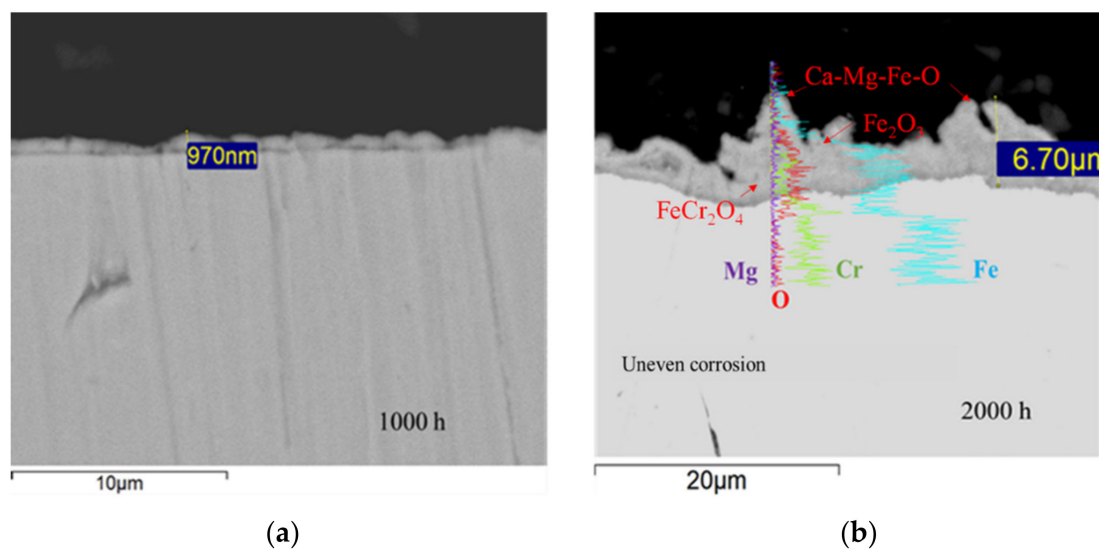 970nm
1000 h
10μm
(a)
Ca-Mg-Fe-O
Fe₂O₃
6.70μm
FeCr₂O₄
Mg
Cr
Fe
O
Uneven corrosion
2000 h
20μm
(b)